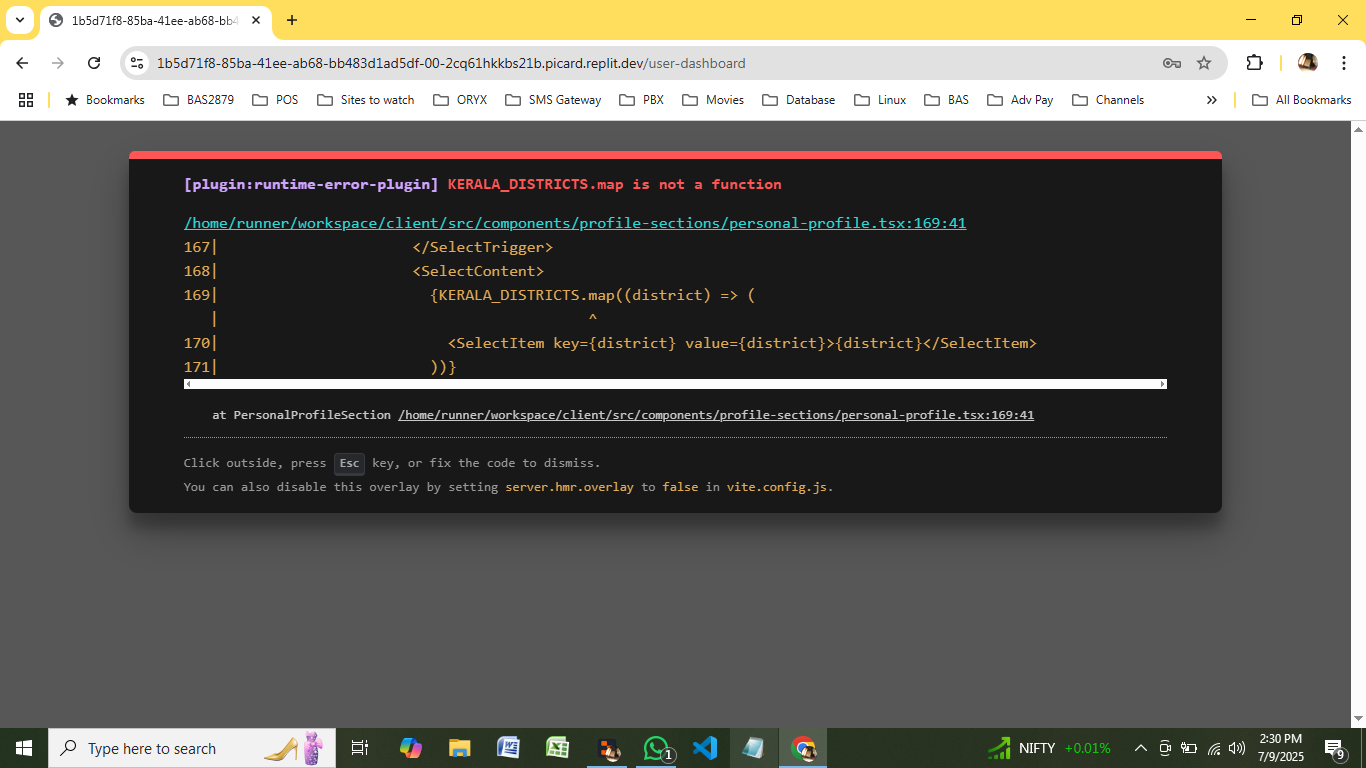 1b5d71f8-85ba-41ee-ab68-bb4
1b5d71f8-85ba-41ee-ab68-bb483d1ad5df-00-2cq61hkkbs21b.picard.replit.dev/user-dashboard
Bookmarks BAS2879 POS Sites to watch ORYX SMS Gateway PBX Movies Database Linux BAS Adv Pay Channels » All Bookmarks
[plugin:runtime-error-plugin] KERALA_DISTRICTS.map is not a function
/home/runner/workspace/client/src/components/profile-sections/personal-profile.tsx:169:41
167| </SelectTrigger>
168| <SelectContent>
169| {KERALA_DISTRICTS.map((district) => (
| ^
170| <SelectItem key={district} value={district}>{district}</SelectItem>
171| ))}
at PersonalProfileSection /home/runner/workspace/client/src/components/profile-sections/personal-profile.tsx:169:41
Click outside, press Esc key, or fix the code to dismiss.
You can also disable this overlay by setting server.hmr.overlay to false in vite.config.js.
Type here to search
1
NIFTY +0.01%
2:30 PM
7/9/2025
9